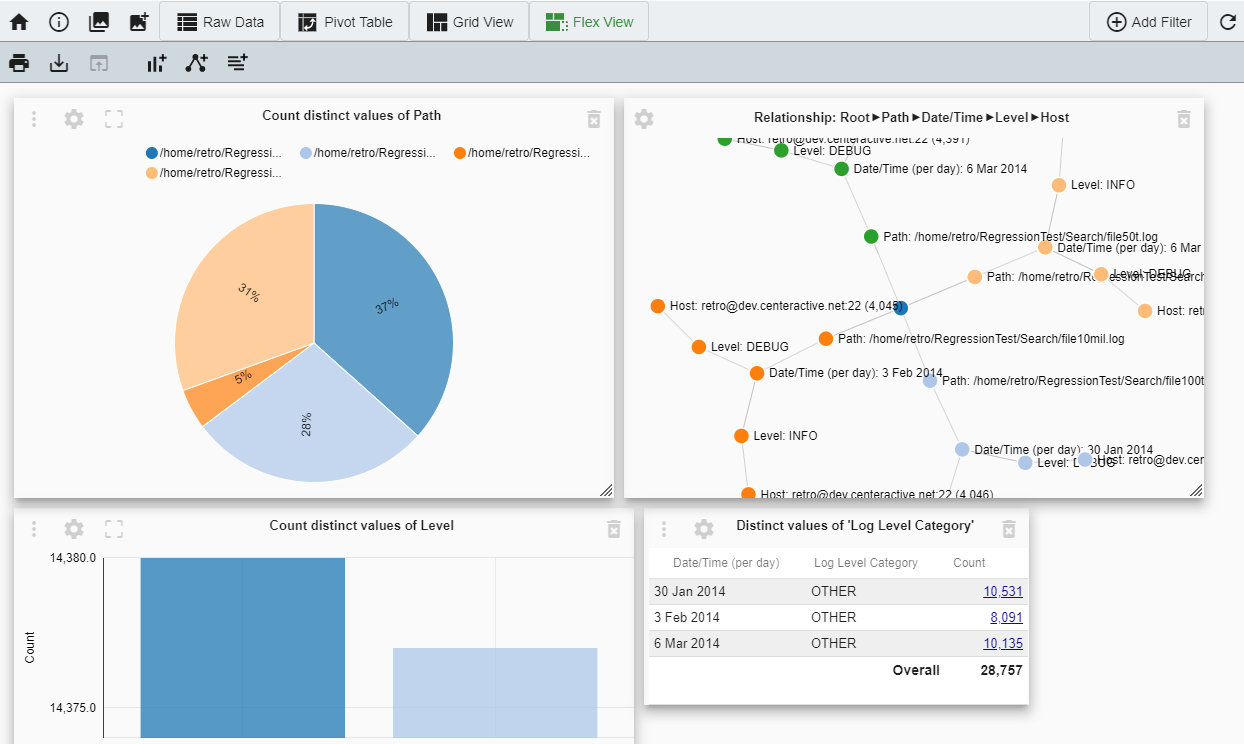 Raw Data
Pivot Table
Grid View
Flex View
Add Filter
Count distinct values of Path
/home/retro/Regressi...
/home/retro/Regressi...
/home/retro/Regressi...
/home/retro/Regressi...
37%
31%
5%
28%
Relationship: Root▶Path▶Date/Time▶Level▶Host
Host: retro@dev.centeractive.net:22 (4,391)
Level: DEBUG
Date/Time (per day): 6 Mar 2014
Level: INFO
Path: /home/retro/RegressionTest/Search/file50t.log
Date/Time (per day): 6 Mar
Level: DEBUG
Path: /home/retro/RegressionTest/Search
Host: retro@dev.centeractive.net:22 (4,045)
Host: ret
Path: /home/retro/RegressionTest/Search/file10mil.log
Level: DEBUG
Date/Time (per day): 3 Feb 2014
Path: /home/retro/RegressionTest/Search/file100t
Level: INFO
Date/Time (per day): 30 Jan 2014
Level: DEBUG
Host: retro@dev.cer
Host: retro@dev.centeractive.net:22 (4,046)
Count distinct values of Level
14,380.0
Count
14,375.0
Distinct values of 'Log Level Category'
Date/Time (per day) Log Level Category Count
30 Jan 2014 OTHER 10,531
3 Feb 2014 OTHER 8,091
6 Mar 2014 OTHER 10,135
Overall 28,757